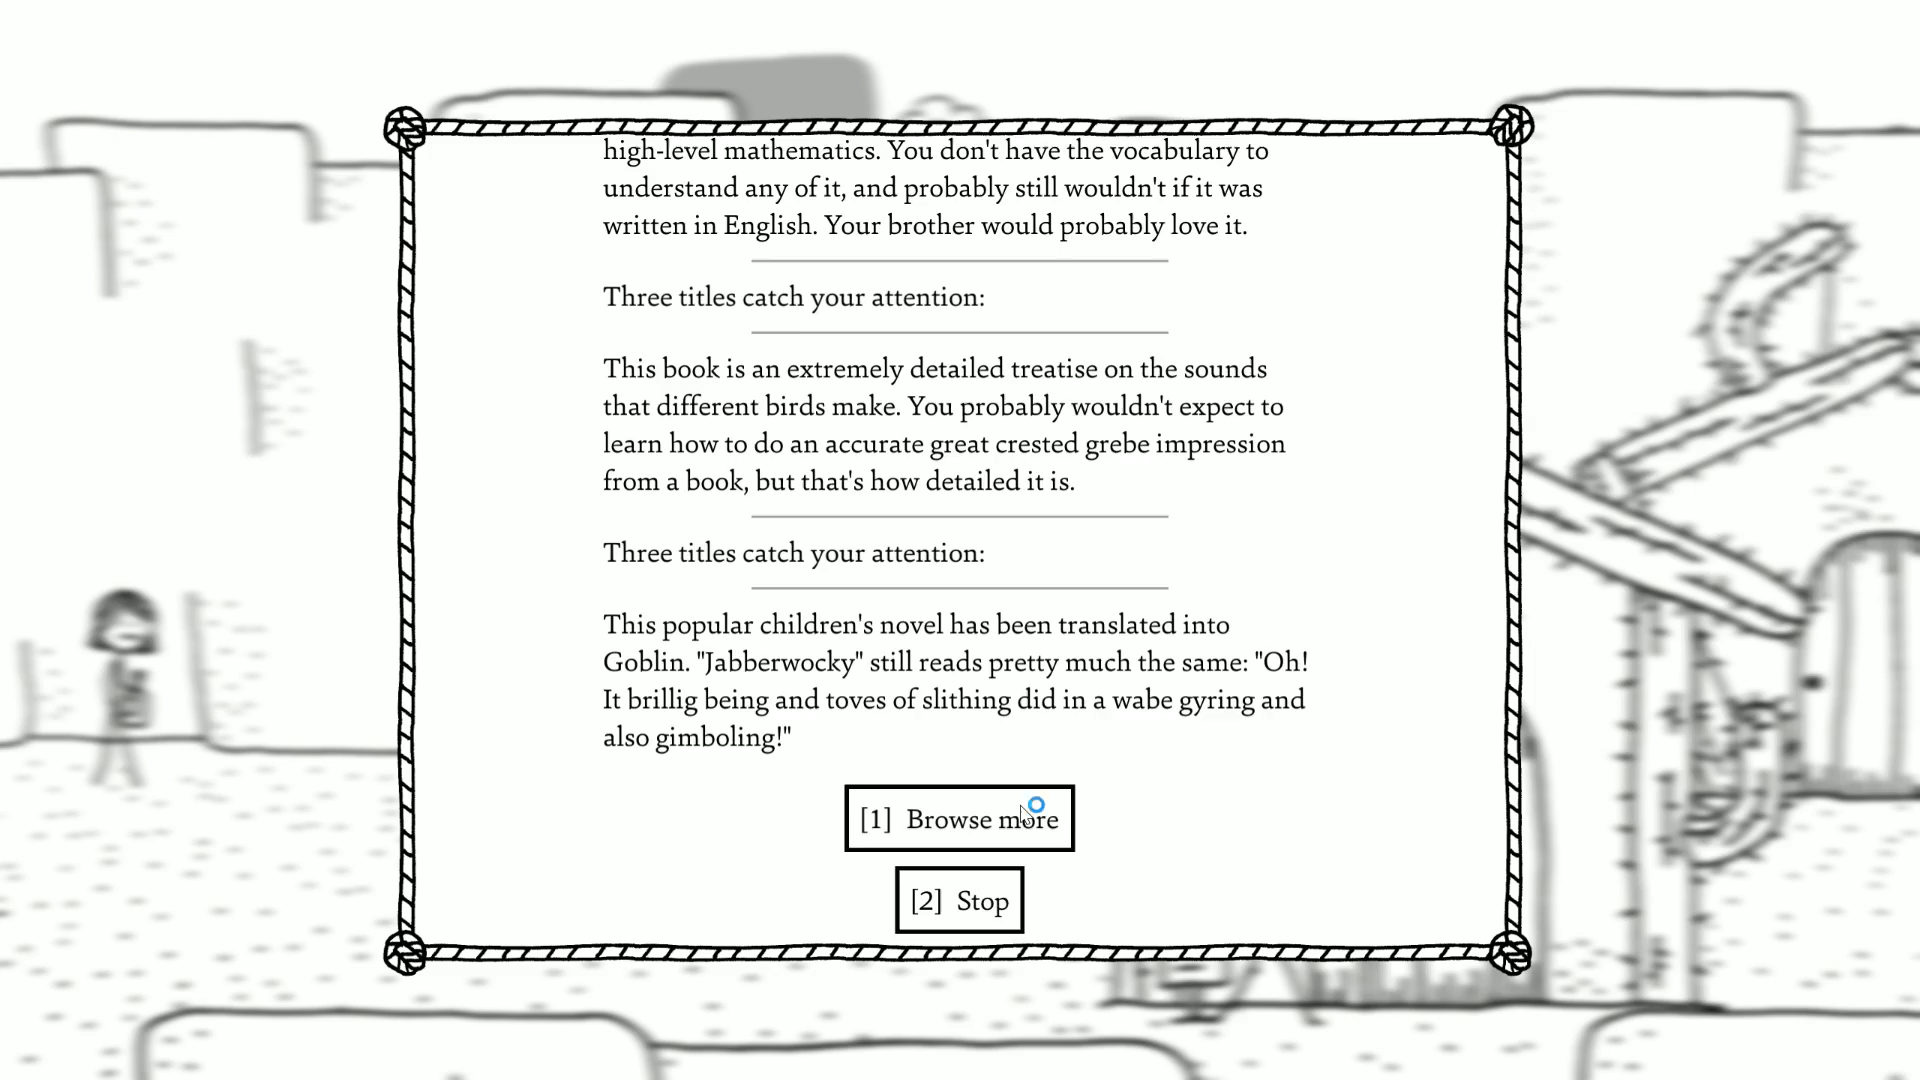 high-level mathematics. You don't have the vocabulary to
understand any of it, and probably still wouldn't if it was
written in English. Your brother would probably love it.
Three titles catch your attention:
This book is an extremely detailed treatise on the sounds
that different birds make. You probably wouldn't expect to
learn how to do an accurate great crested grebe impression
from a book, but that's how detailed it is.
Three titles catch your attention:
This popular children's novel has been translated into
Goblin. "Jabberwocky" still reads pretty much the same: "Oh!
It brillig being and toves of slithing did in a wabe gyring and
also gimboling!"
[1] Browse more
[2] Stop